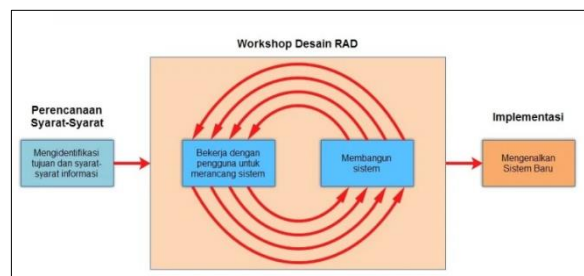 Workshop Desain RAD
Perencanaan
Syarat-Syarat
Mengidentifikasi
tujuan dan syarat-
syarat informasi
Bekerja dengan
pengguna untuk
merancang sistem
Membangun
sistem
Implementasi
Mengenalkan
Sistem Baru